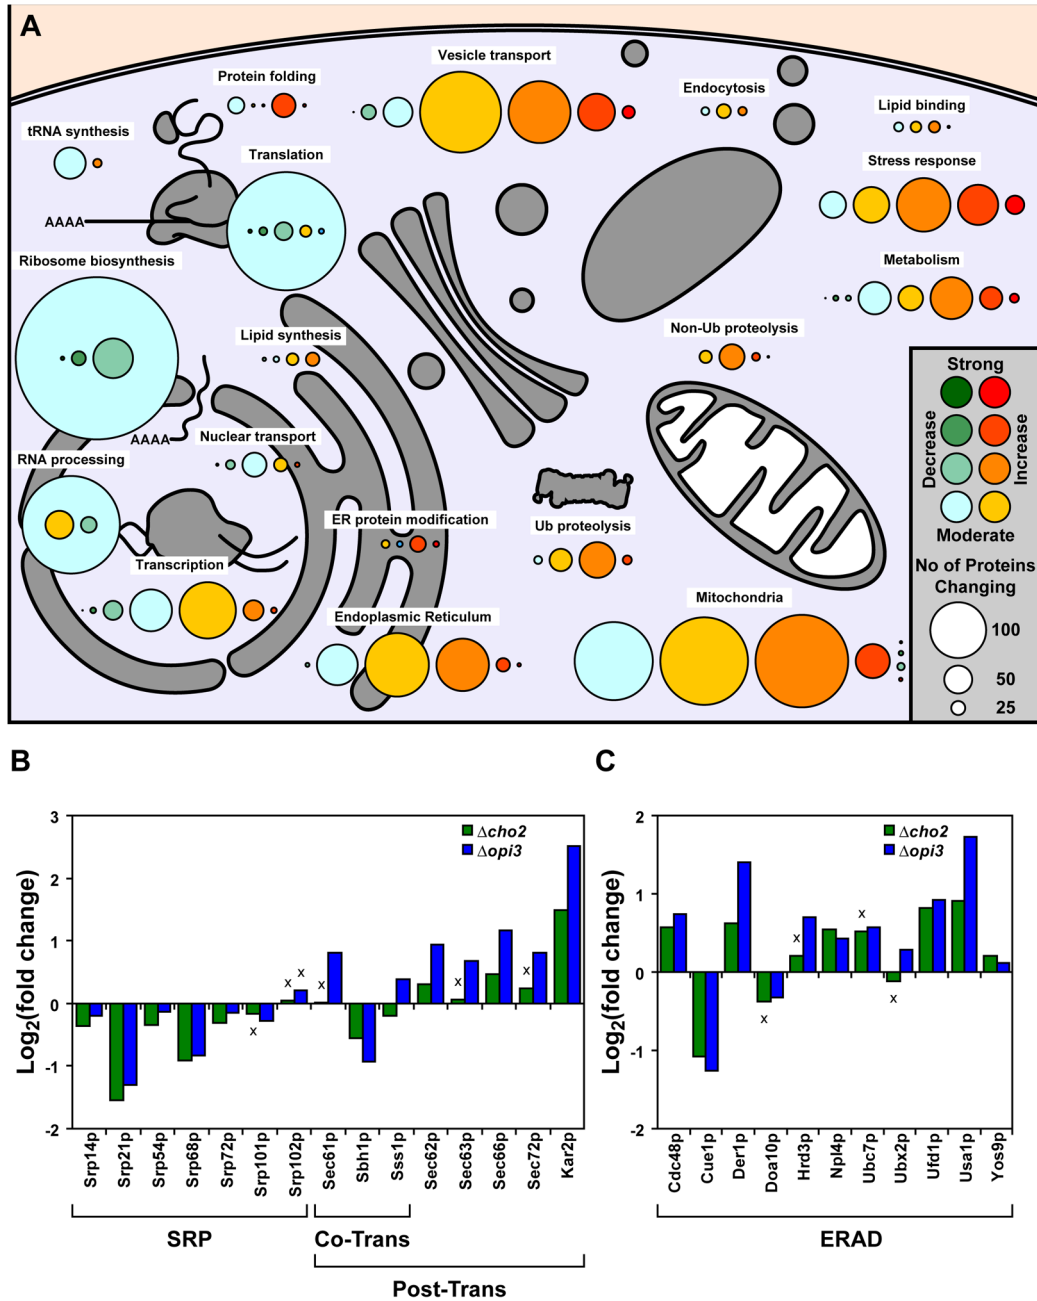 A
Protein folding
Vesicle transport
Endocytosis
Lipid binding
tRNA synthesis
Translation
Stress response
AAAA
Ribosome biosynthesis
Metabolism
Lipid synthesis
Non-Ub proteolysis
AAAA
Nuclear transport
RNA processing
ER protein modification
Ub proteolysis
Transcription
Endoplasmic Reticulum
Mitochondria
Strong
Decrease
Increase
Moderate
No of Proteins
Changing
100
50
25
B
Log2(fold change)
3
2
1
0
-1
-2
Δcho2
Δopi3
x
x
x
x
x
x
Srp14p
Srp21p
Srp54p
Srp68p
Srp72p
Srp101p
Srp102p
Sec61p
Sbh1p
Sss1p
Sec62p
Sec63p
Sec66p
Sec72p
Kar2p
SRP
Co-Trans
Post-Trans
C
Log2(fold change)
2
1
0
-1
-2
Δcho2
Δopi3
x
x
x
x
Cdc48p
Cue1p
Der1p
Doa10p
Hrd3p
Npl4p
Ubc7p
Ubx2p
Ufd1p
Usa1p
Yos9p
ERAD